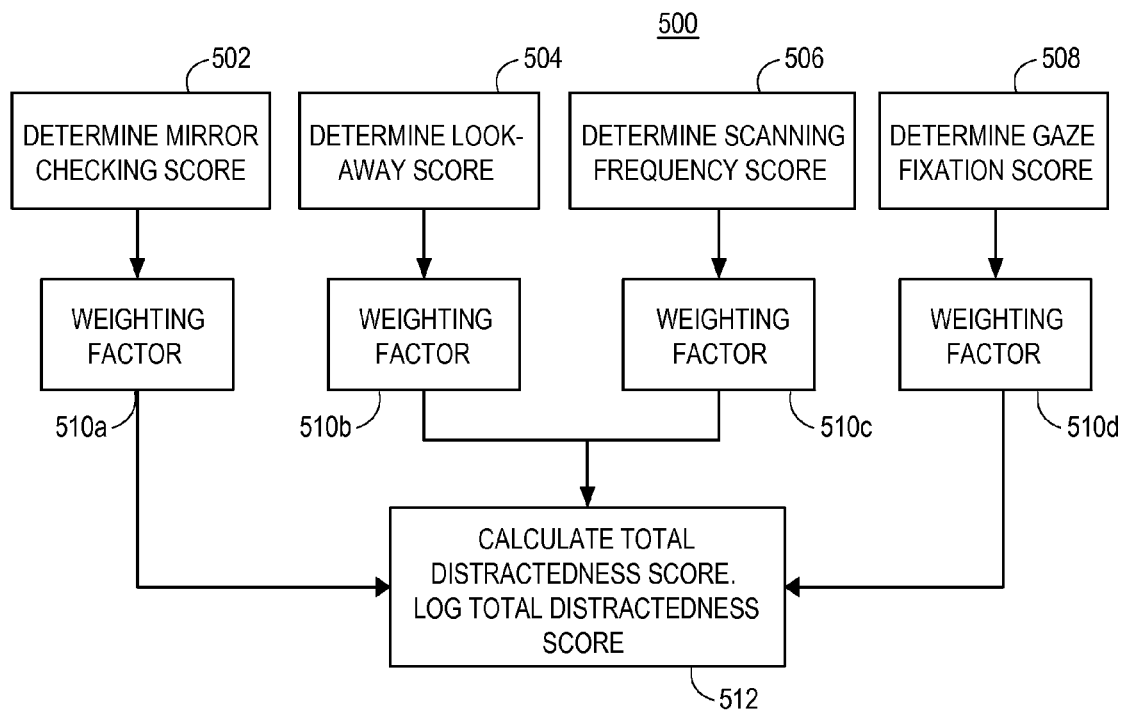 500
502
504
506
508
DETERMINE MIRROR
CHECKING SCORE
DETERMINE LOOK-
AWAY SCORE
DETERMINE SCANNING
FREQUENCY SCORE
DETERMINE GAZE
FIXATION SCORE
WEIGHTING
FACTOR
WEIGHTING
FACTOR
WEIGHTING
FACTOR
WEIGHTING
FACTOR
510a
510b
510c
510d
CALCULATE TOTAL
DISTRACTEDNESS SCORE.
LOG TOTAL DISTRACTEDNESS
SCORE
512